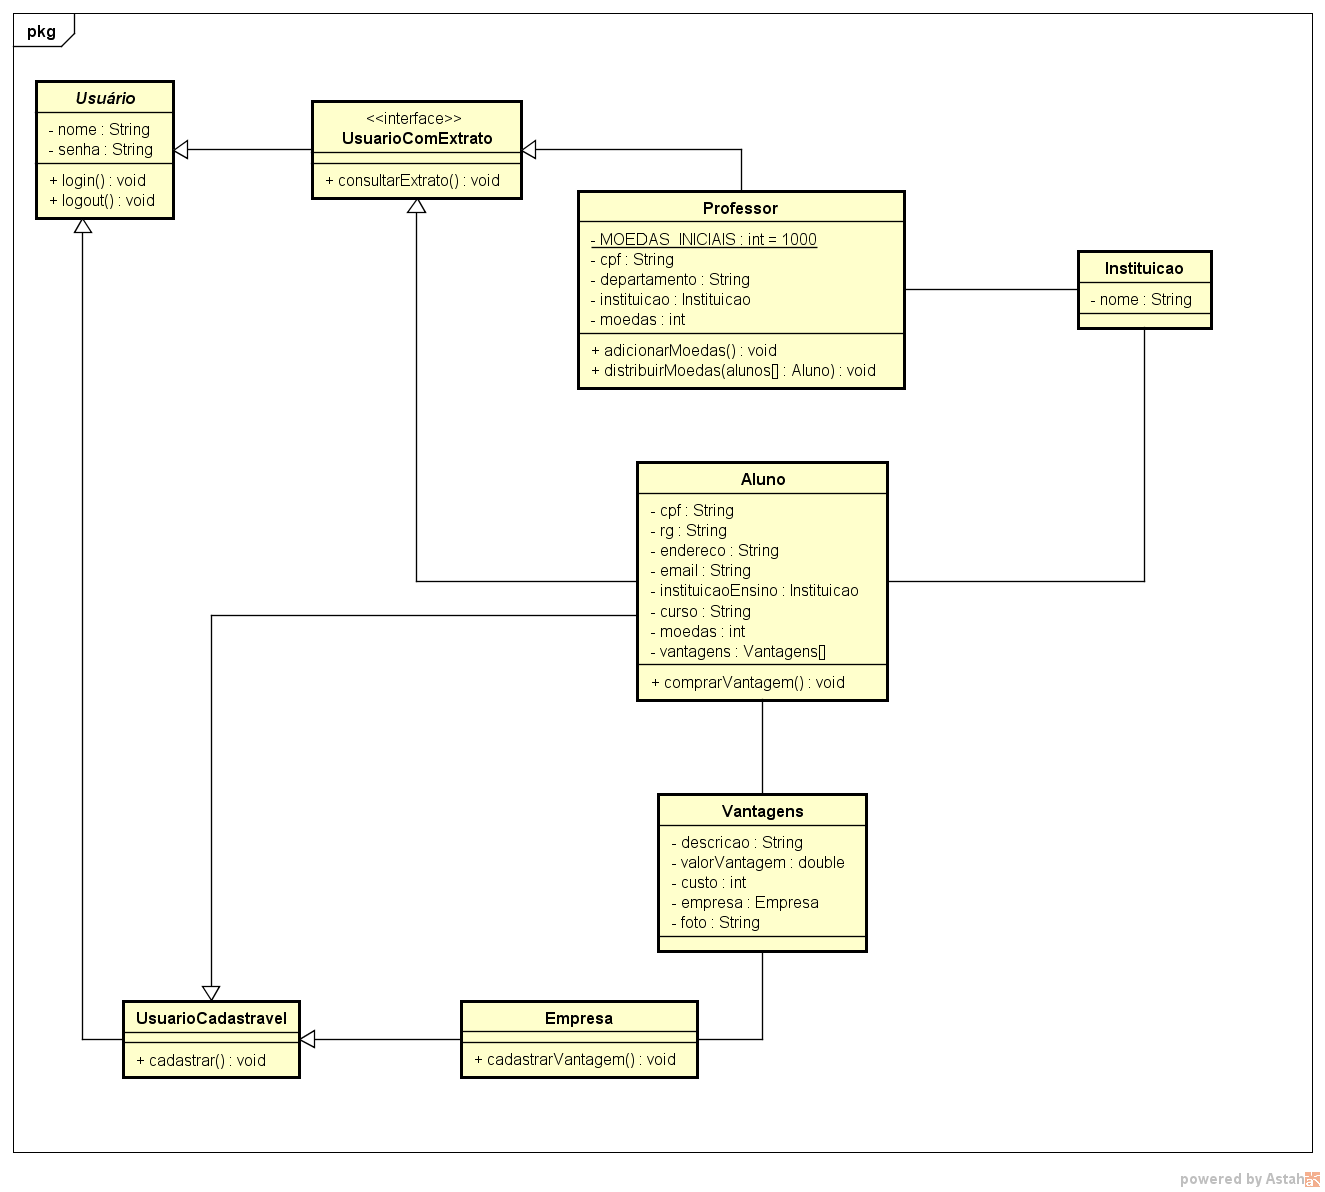 pkg
Usuário
- nome : String
- senha : String
+ login() : void
+ logout() : void
<<interface>>
UsuarioComExtrato
+ consultarExtrato() : void
Professor
- MOEDAS_INICIAIS : int = 1000
- cpf : String
- departamento : String
- instituicao : Instituicao
- moedas : int
+ adicionarMoedas() : void
+ distribuirMoedas(alunos[] : Aluno) : void
Instituicao
- nome : String
Aluno
- cpf : String
- rg : String
- endereco : String
- email : String
- instituicaoEnsino : Instituicao
- curso : String
- moedas : int
- vantagens : Vantagens[]
+ comprarVantagem() : void
Vantagens
- descricao : String
- valorVantagem : double
- custo : int
- empresa : Empresa
- foto : String
UsuarioCadastravel
+ cadastrar() : void
Empresa
+ cadastrarVantagem() : void
powered by Astah